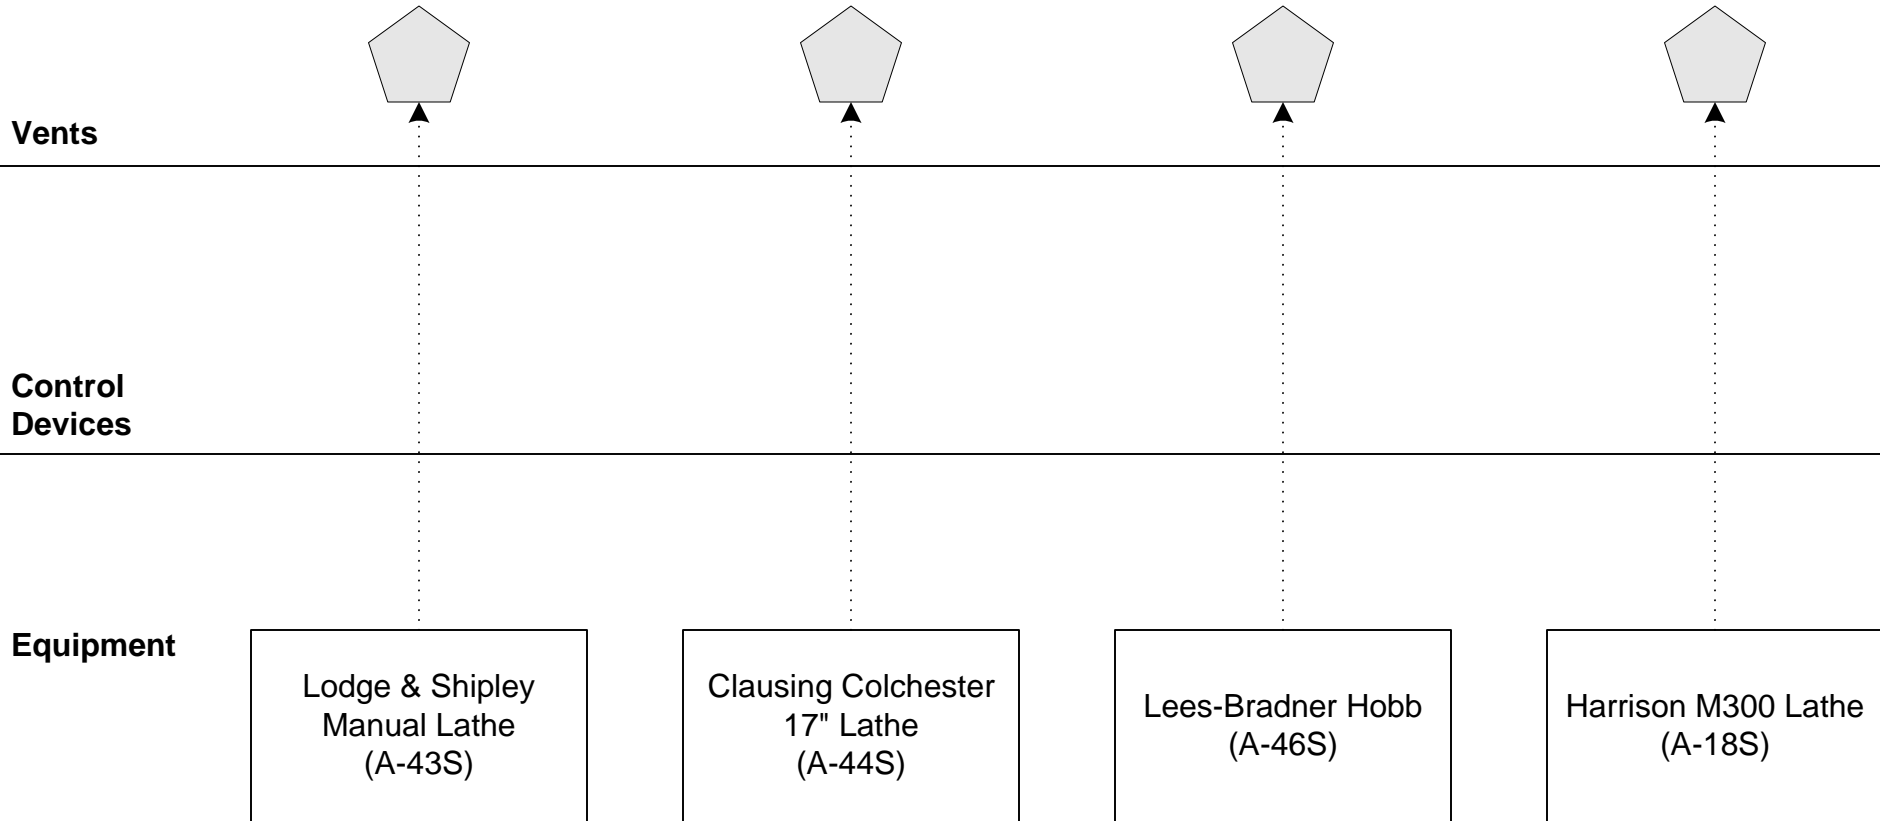 Vents
Control
Devices
Equipment
Lodge & Shipley
Manual Lathe
(A-43S)
Clausing Colchester
17" Lathe
(A-44S)
Lees-Bradner Hobb
(A-46S)
Harrison M300 Lathe
(A-18S)